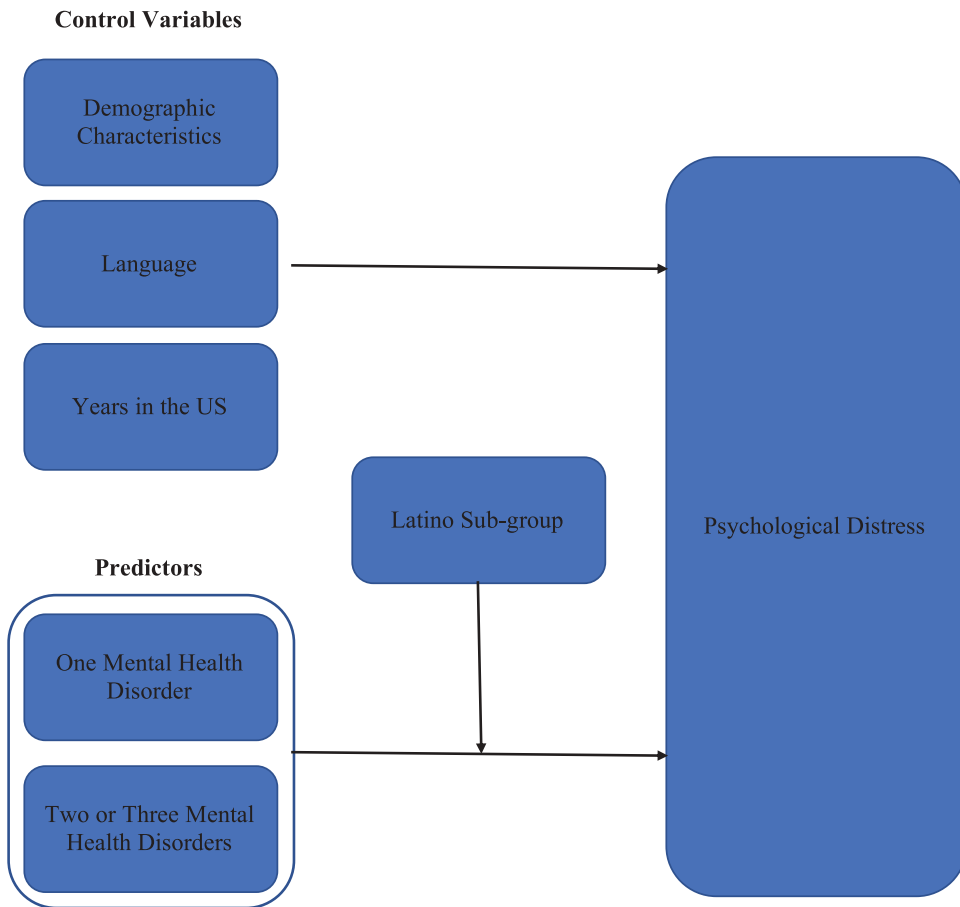 Control Variables
Demographic
Characteristics
Language
Years in the US
Latino Sub-group
Psychological Distress
Predictors
One Mental Health
Disorder
Two or Three Mental
Health Disorders